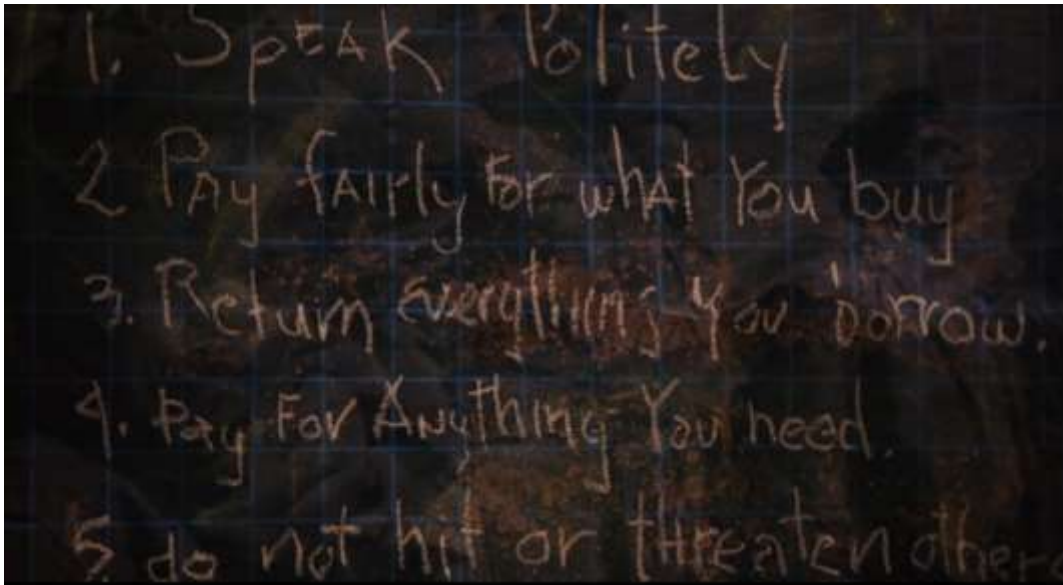 1. SpEAK Politely
2 PAy fAIrly For whAT You buy
3. Return everything you borrow.
4. PAy For ANything You need.
5. do not hit or tHreaten other